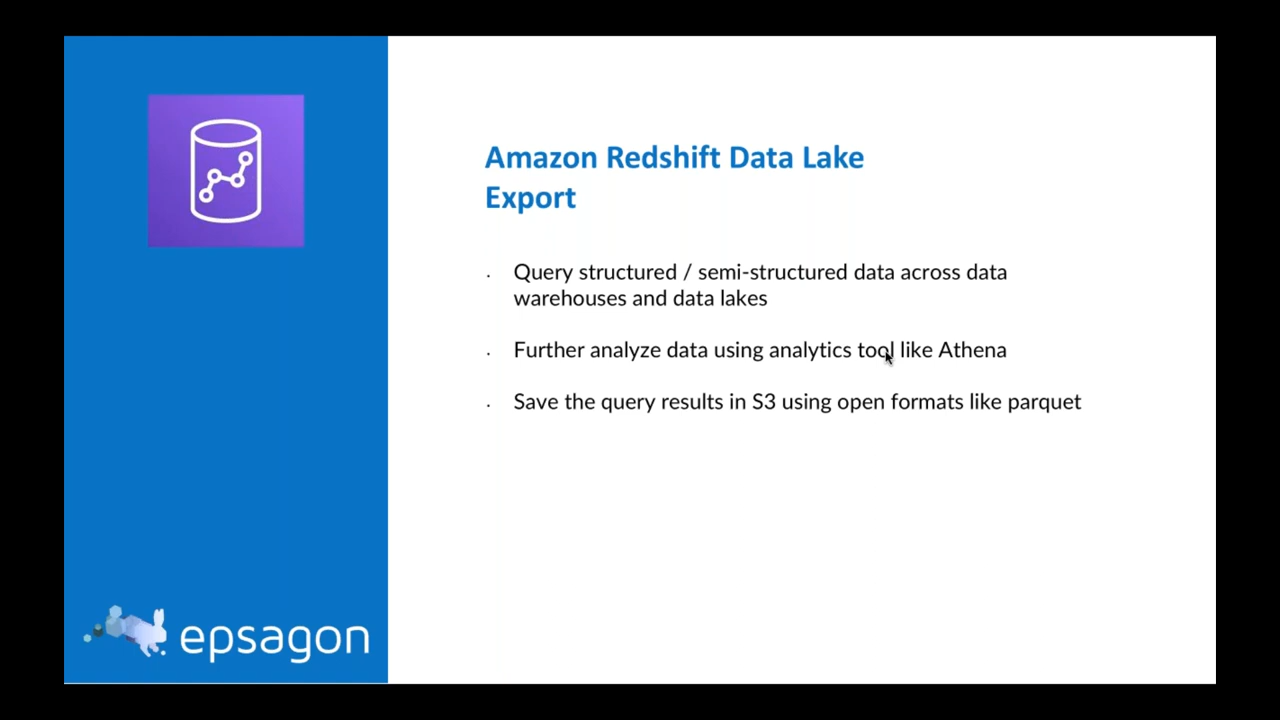 Amazon Redshift Data Lake
Export
· Query structured / semi-structured data across data
warehouses and data lakes
· Further analyze data using analytics tool like Athena
· Save the query results in S3 using open formats like parquet
epsagon